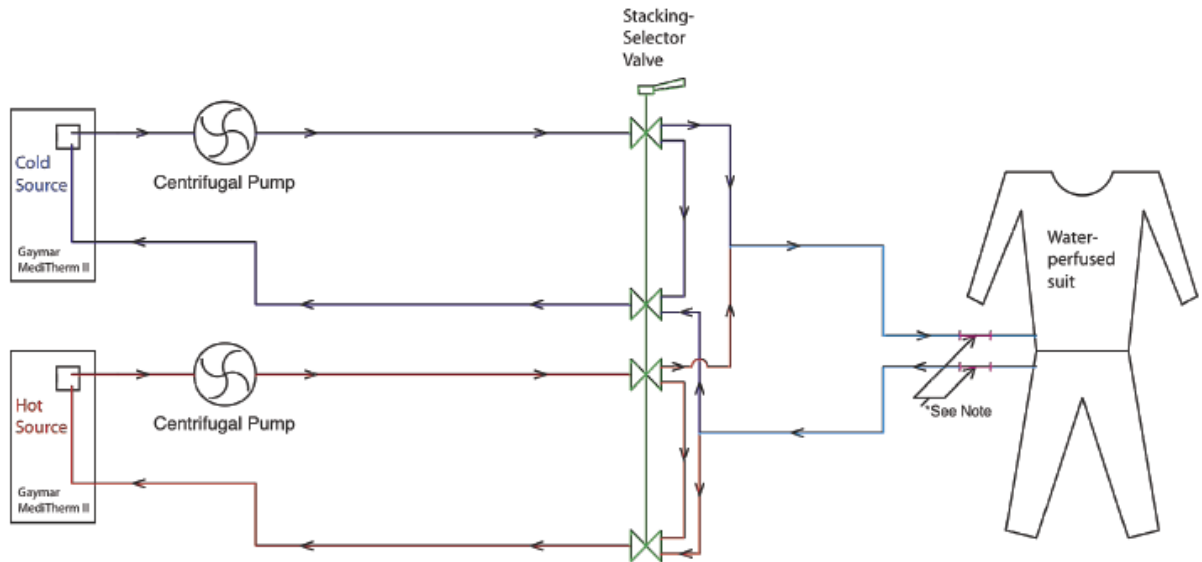 Stacking-
Selector
Valve
Cold
Source
Centrifugal Pump
Gaymar
MediTherm II
Water-
perfused
suit
Hot
Source
Centrifugal Pump
*See Note
Gaymar
MediTherm II